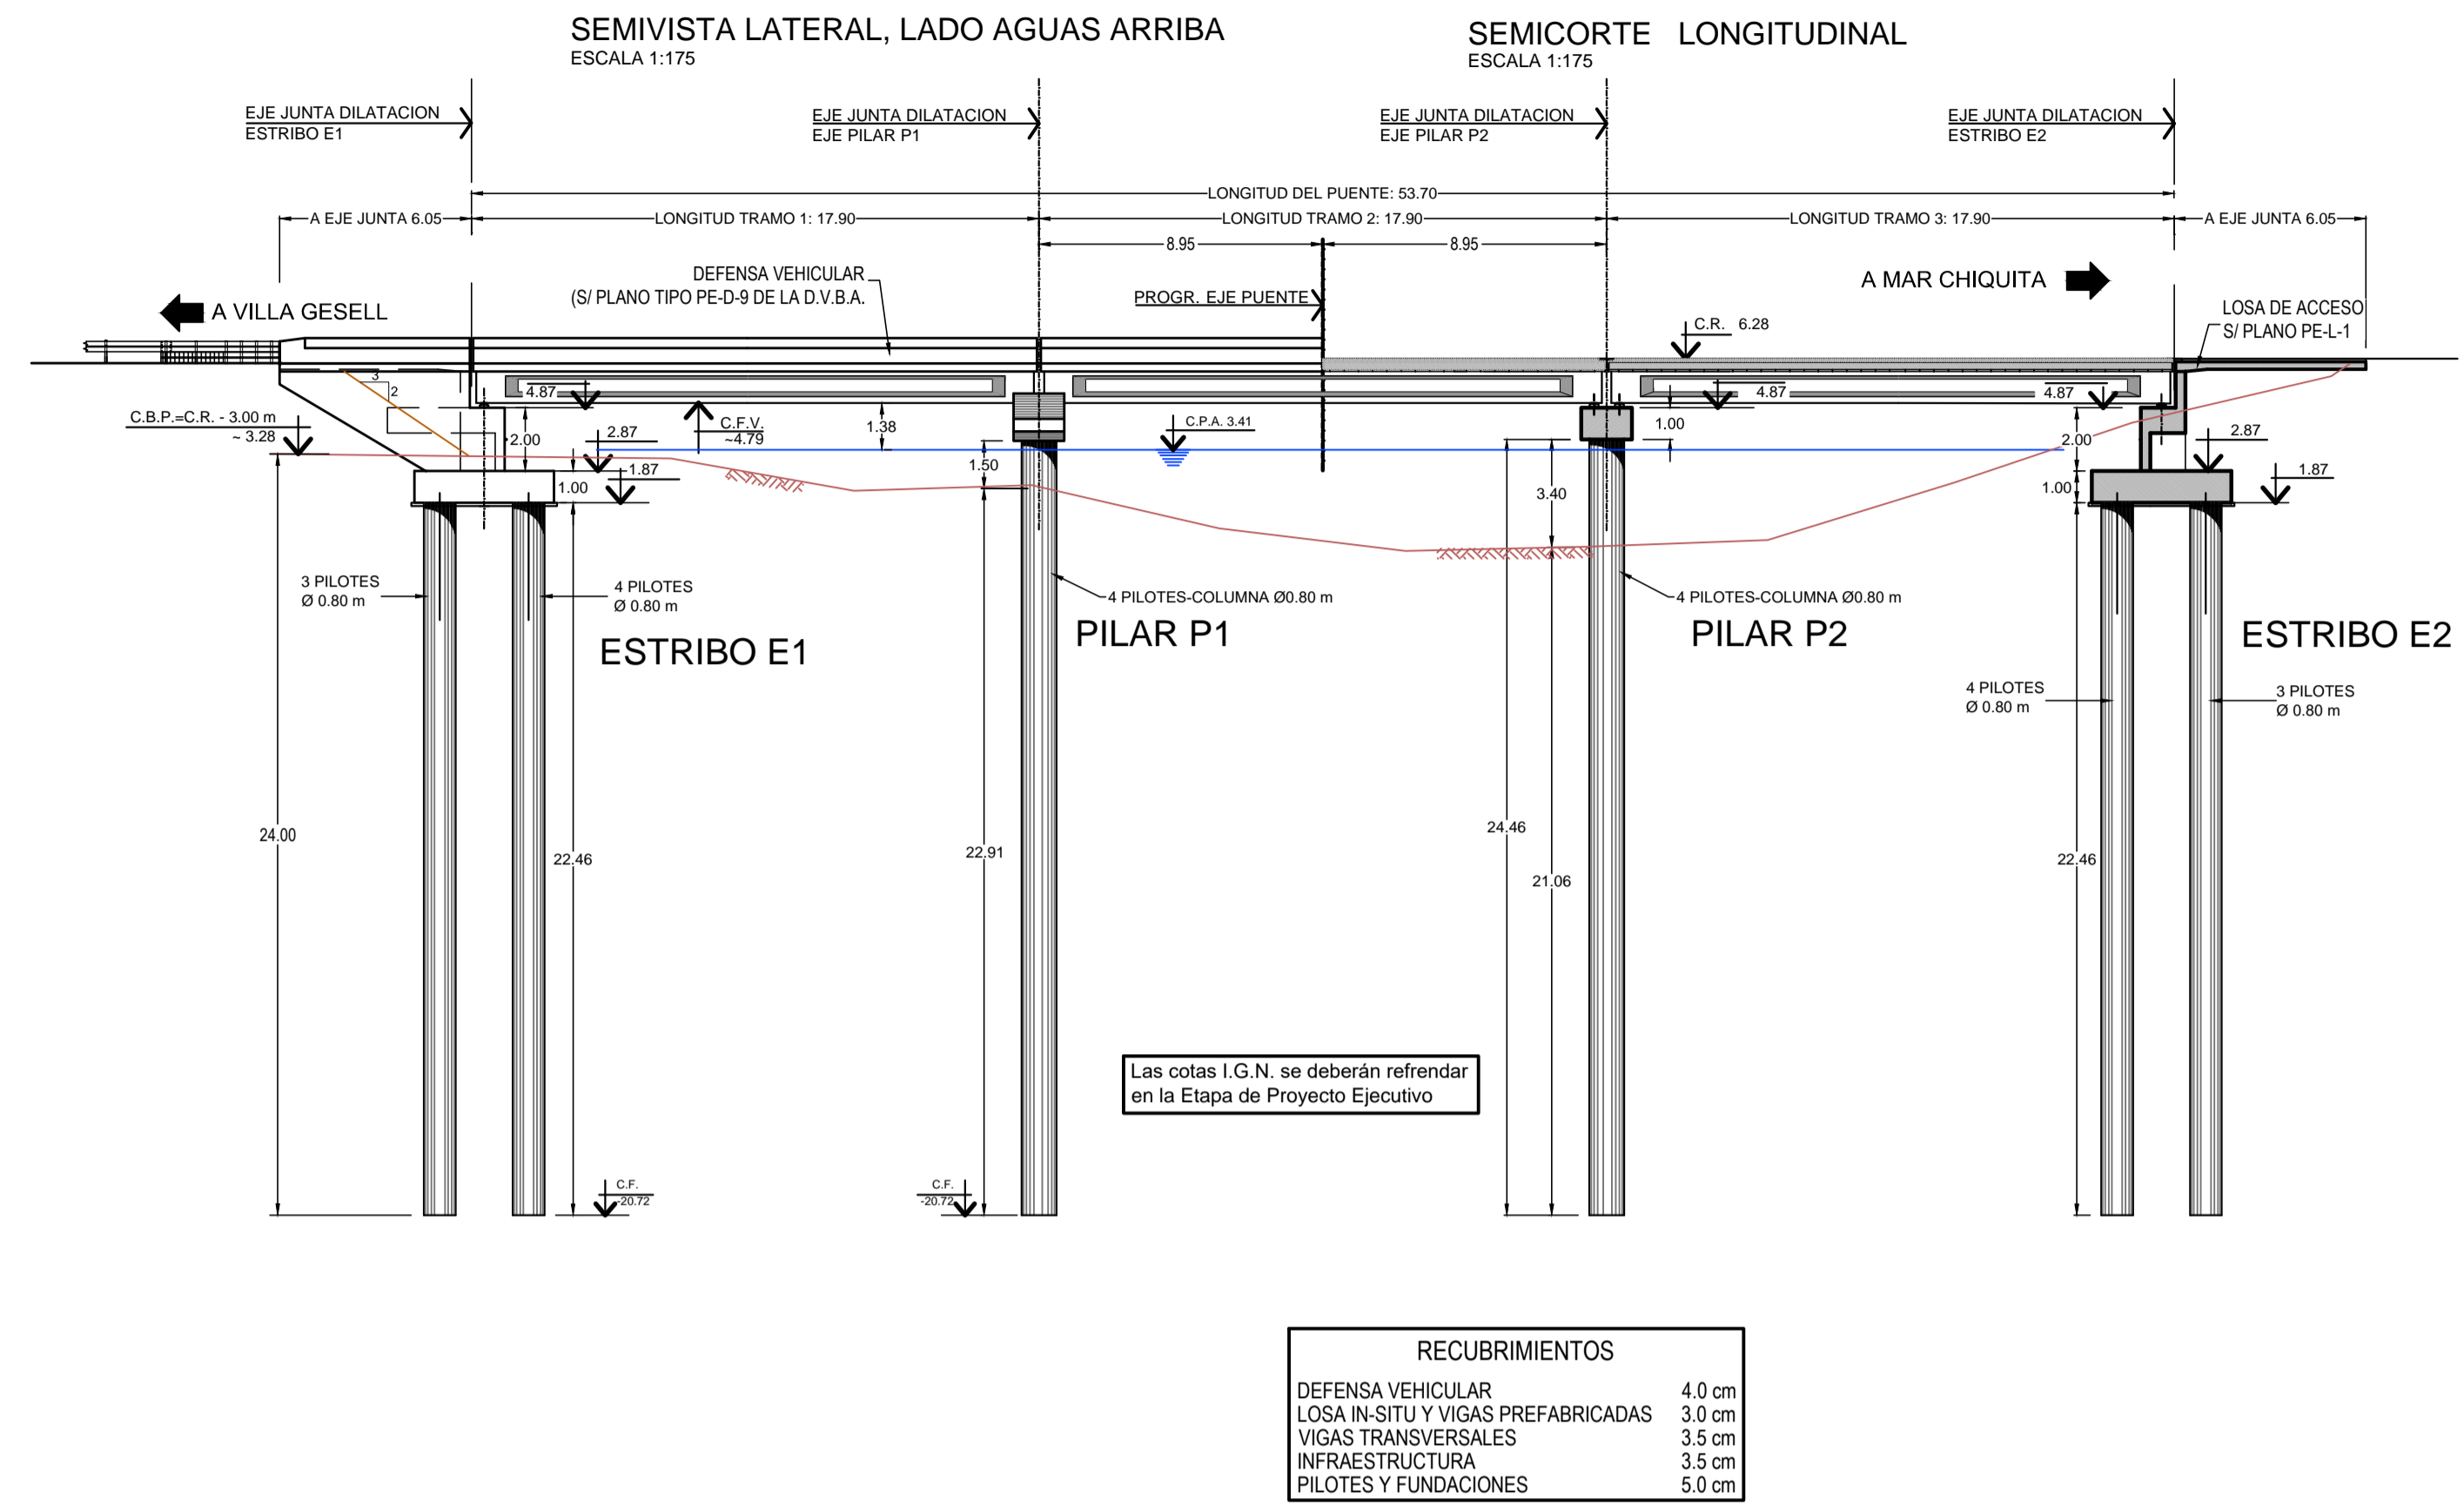 SEMIVISTA LATERAL, LADO AGUAS ARRIBA
ESCALA 1:175
SEMICORTE LONGITUDINAL
ESCALA 1:175
EJE JUNTA DILATACION
ESTRIBO E1
EJE JUNTA DILATACION
EJE PILAR P1
EJE JUNTA DILATACION
EJE PILAR P2
EJE JUNTA DILATACION
ESTRIBO E2
LONGITUD DEL PUENTE: 53.70
A EJE JUNTA 6.05
LONGITUD TRAMO 1: 17.90
LONGITUD TRAMO 2: 17.90
LONGITUD TRAMO 3: 17.90
A EJE JUNTA 6.05
8.95
8.95
DEFENSA VEHICULAR
(S/ PLANO TIPO PE-D-9 DE LA D.V.B.A.
PROGR. EJE PUENTE
A MAR CHIQUITA
A VILLA GESELL
LOSA DE ACCESO
S/ PLANO PE-L-1
C.R. 6.28
3
2
4.87
4.87
4.87
C.B.P.=C.R. - 3.00 m
~ 3.28
C.F.V.
~4.79
1.38
C.P.A. 3.41
1.00
2.00
2.87
2.00
2.87
1.87
1.00
1.50
3.40
1.00
1.87
3 PILOTES
Ø 0.80 m
4 PILOTES
Ø 0.80 m
4 PILOTES-COLUMNA Ø0.80 m
4 PILOTES-COLUMNA Ø0.80 m
ESTRIBO E1
PILAR P1
PILAR P2
ESTRIBO E2
4 PILOTES
Ø 0.80 m
3 PILOTES
Ø 0.80 m
24.00
22.46
22.91
24.46
21.06
22.46
Las cotas I.G.N. se deberán refrendar
en la Etapa de Proyecto Ejecutivo
C.F.
-20.72
C.F.
-20.72
RECUBRIMIENTOS
DEFENSA VEHICULAR 4.0 cm
LOSA IN-SITU Y VIGAS PREFABRICADAS 3.0 cm
VIGAS TRANSVERSALES 3.5 cm
INFRAESTRUCTURA 3.5 cm
PILOTES Y FUNDACIONES 5.0 cm